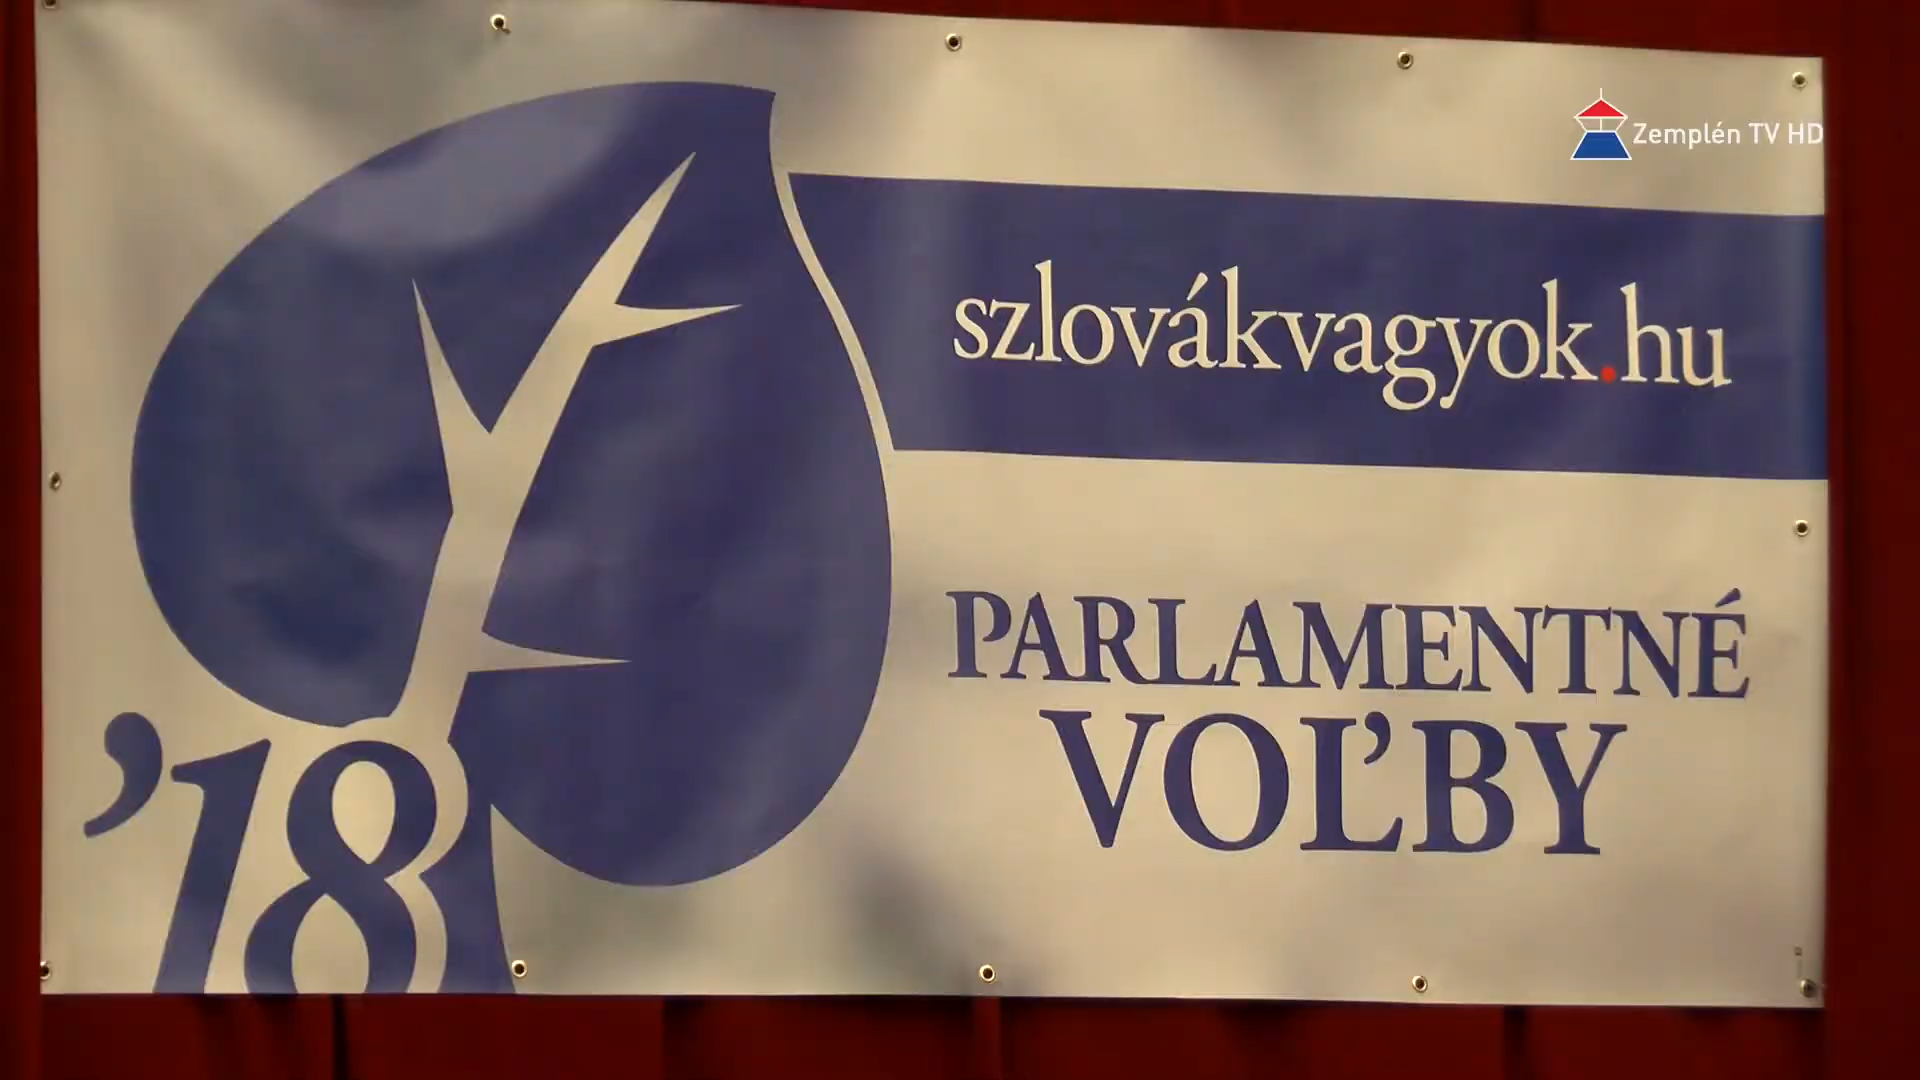 Zemplén TV HD
szlovákvagyok.hu
PARLAMENTNÉ
VOĽBY
’18